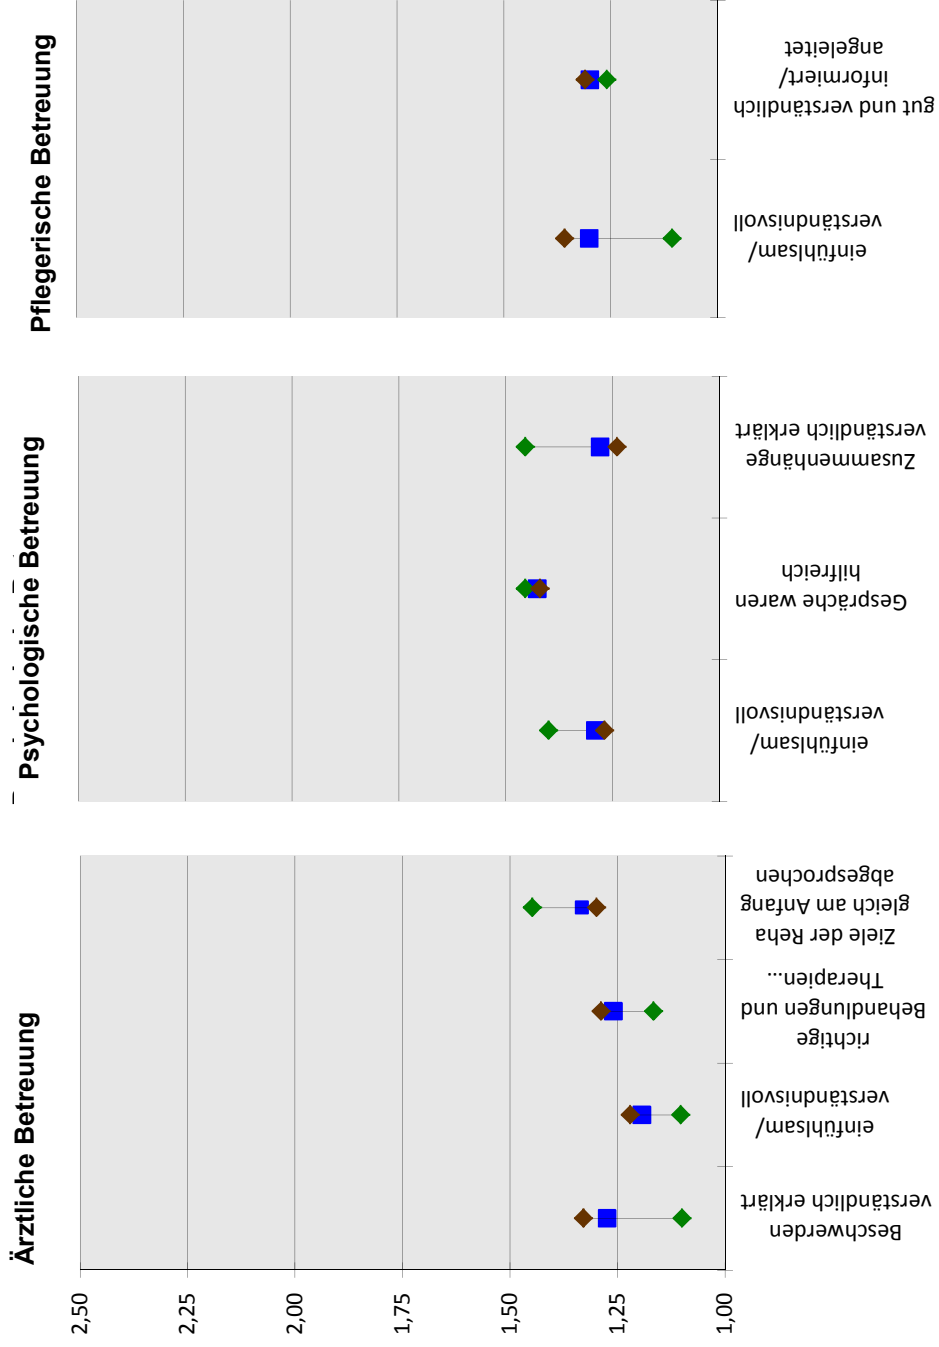 Pflegerische Betreuung
gut und verständlich
informiert/
angeleitet
einfühlsam/
verständnisvoll
Psychologische Betreuung
Zusammenhänge
verständlich erklärt
Gespräche waren
hilfreich
einfühlsam/
verständnisvoll
Ärztliche Betreuung
Ziele der Reha
gleich am Anfang
abgesprochen
richtige
Behandlungen und
Therapien...
einfühlsam/
verständnisvoll
Beschwerden
verständlich erklärt
2,50
2,25
2,00
1,75
1,50
1,25
1,00